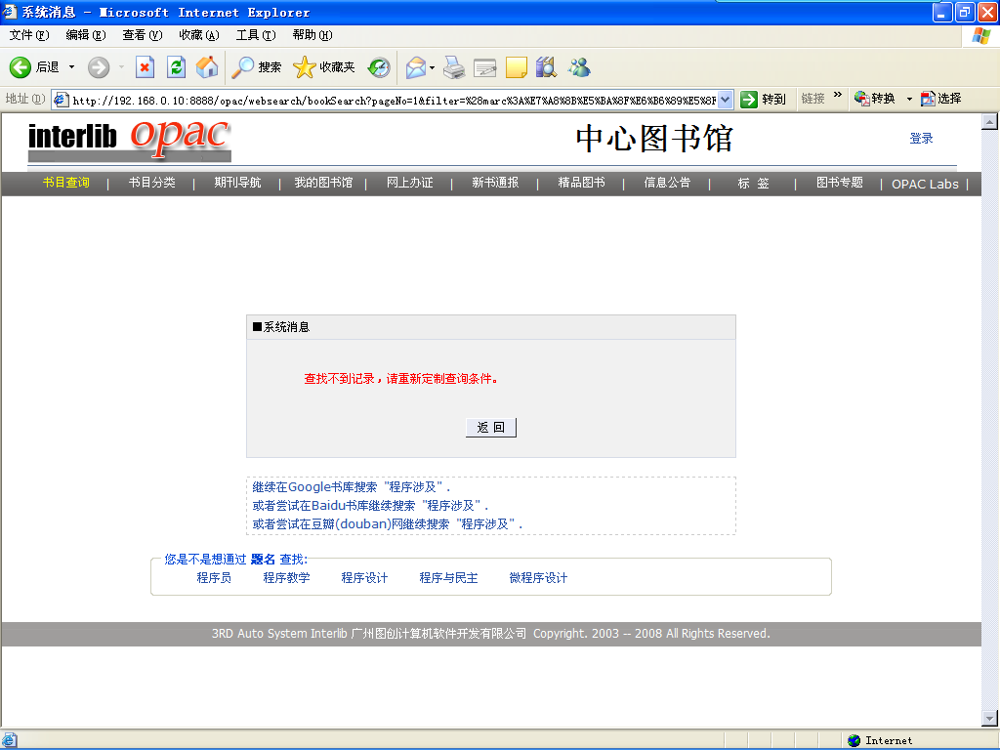 系统消息 - Microsoft Internet Explorer
文件(F) 编辑(E) 查看(V) 收藏(A) 工具(T) 帮助(H)
后退 搜索 收藏夹
地址(D) http://192.168.0.10:8888/opac/websearch/bookSearch?pageNo=1&filter=%28marc%3A%E7%A8%8B%E5%BA%8F%E6%B6%89%E5%8F 转到 链接 » 转换 选择
interlib opac 中心图书馆 登录
书目查询 | 书目分类 | 期刊导航 | 我的图书馆 | 网上办证 | 新书通报 | 精品图书 | 信息公告 | 标 签 | 图书专题 | OPAC Labs |
■系统消息
查找不到记录，请重新定制查询条件。
返 回
继续在Google书库搜索 "程序涉及" .
或者尝试在Baidu书库继续搜索 "程序涉及" .
或者尝试在豆瓣(douban)网继续搜索 "程序涉及" .
您是不是想通过 题名 查找:
程序员 程序教学 程序设计 程序与民主 微程序设计
3RD Auto System Interlib 广州图创计算机软件开发有限公司 Copyright. 2003 -- 2008 All Rights Reserved.
Internet